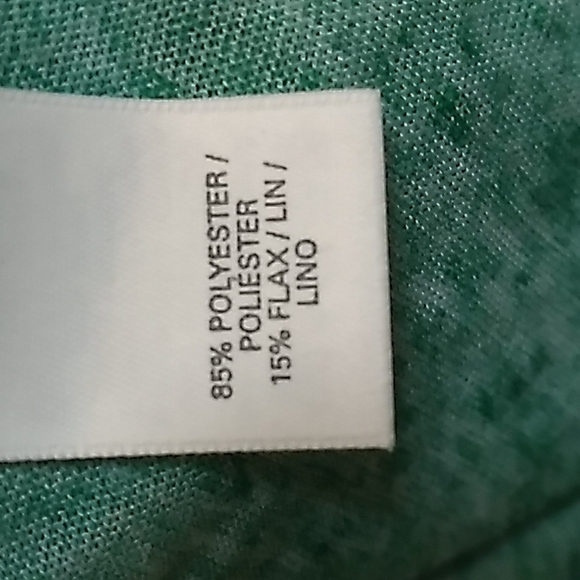 85% POLYESTER /
POLIESTER
15% FLAX / LIN /
LINO